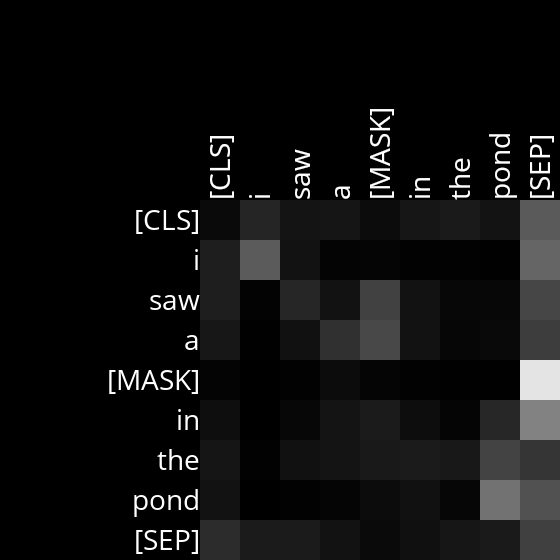 [CLS] i saw a [MASK] in the pond [SEP]
[CLS]
i
saw
a
[MASK]
in
the
pond
[SEP]